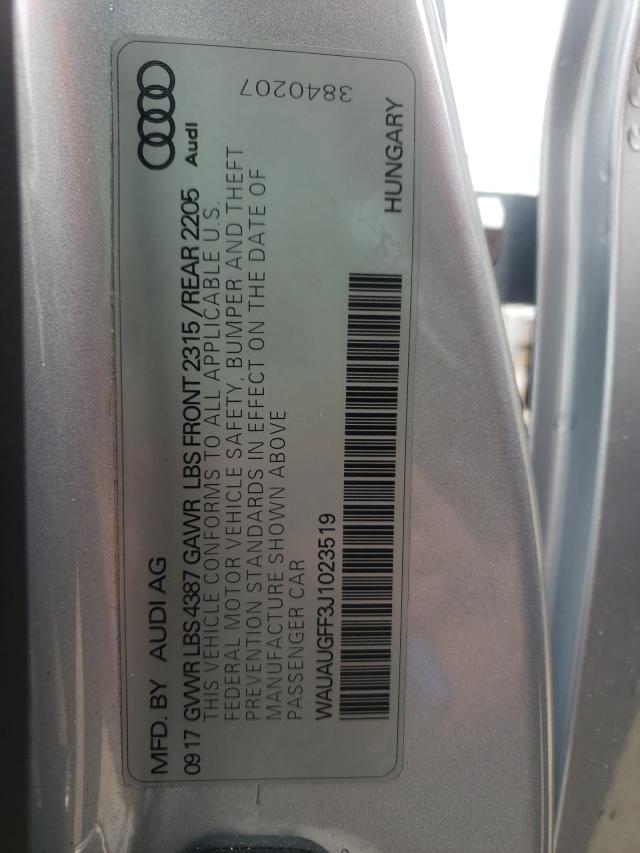 MFD. BY AUDI AG
Audi
09 17 GVWR LBS 4387 GAWR LBS FRONT 2315 /REAR 2205
THIS VEHICLE CONFORMS TO ALL APPLICABLE U.S.
FEDERAL MOTOR VEHICLE SAFETY, BUMPER AND THEFT
PREVENTION STANDARDS IN EFFECT ON THE DATE OF
MANUFACTURE SHOWN ABOVE
PASSENGER CAR
WAUAUGFF3J1023519
HUNGARY
3840207